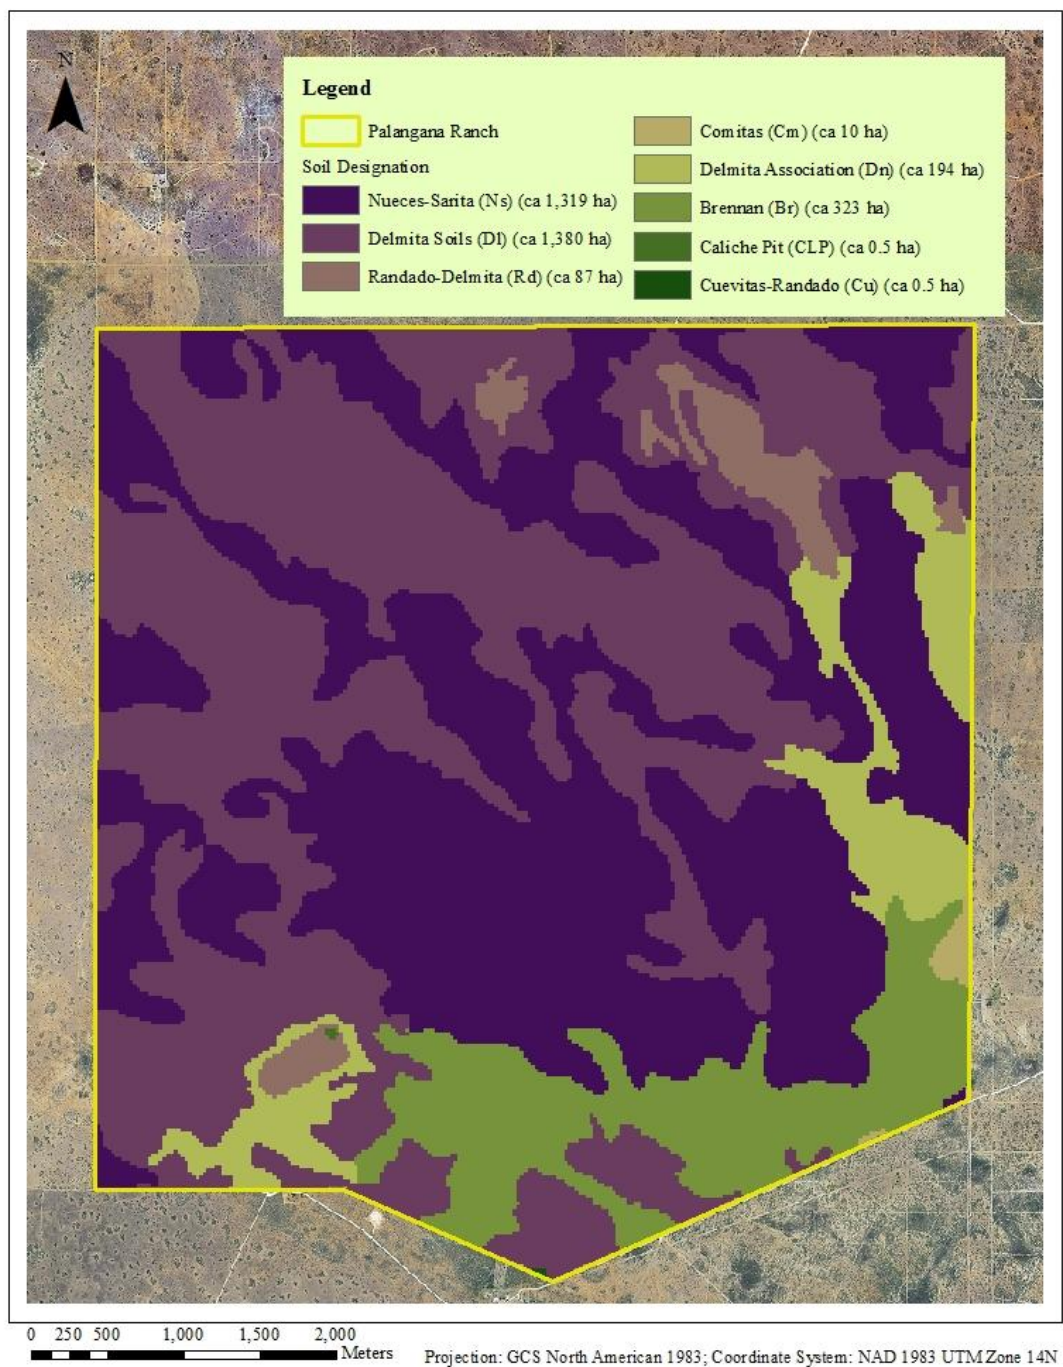 N
Legend
Palangana Ranch
Soil Designation
Nueces-Sarita (Ns) (ca 1,319 ha)
Delmita Soils (Dl) (ca 1,380 ha)
Randado-Delmita (Rd) (ca 87 ha)
Comitas (Cm) (ca 10 ha)
Delmita Association (Dn) (ca 194 ha)
Brennan (Br) (ca 323 ha)
Caliche Pit (CLP) (ca 0.5 ha)
Cuevitas-Randado (Cu) (ca 0.5 ha)
0 250 500 1,000 1,500 2,000
Meters
Projection: GCS North American 1983; Coordinate System: NAD 1983 UTM Zone 14N